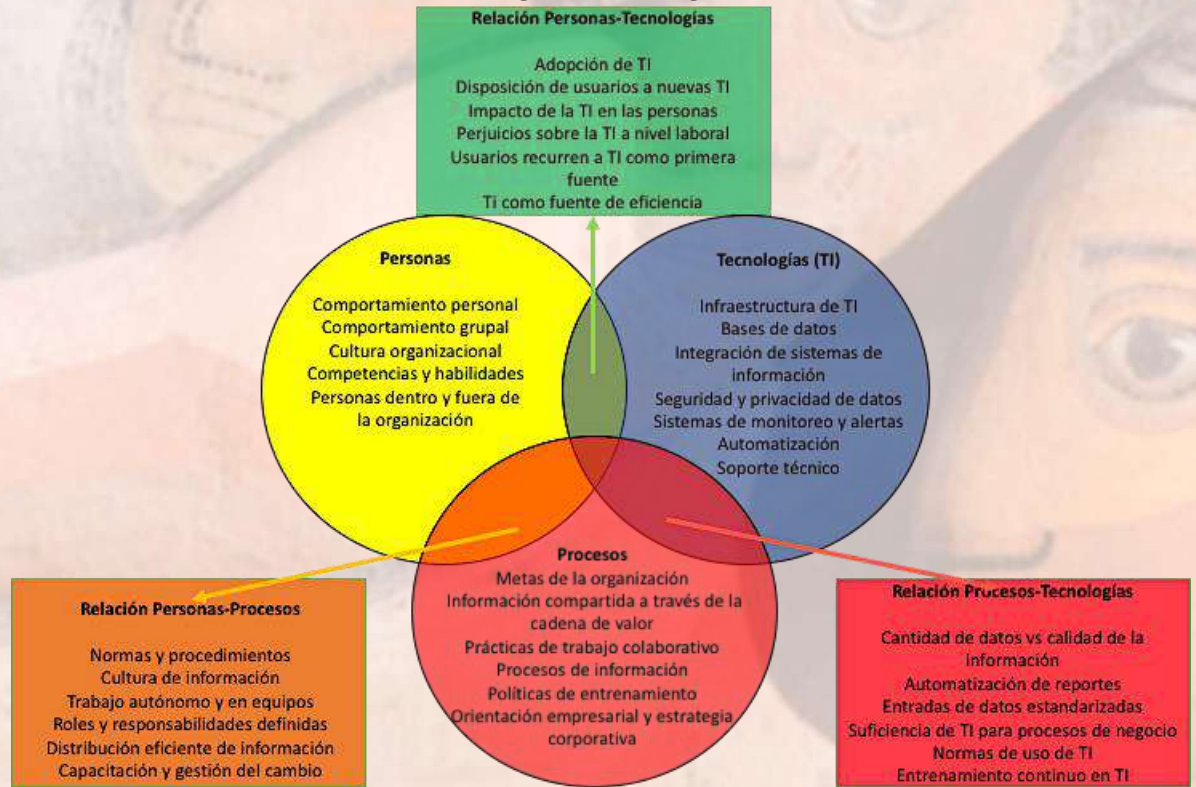 Relación Personas-Tecnologías
Adopción de TI
Disposición de usuarios a nuevas TI
Impacto de la TI en las personas
Perjuicios sobre la TI a nivel laboral
Usuarios recurren a TI como primera
fuente
Ti como fuente de eficiencia
Personas
Comportamiento personal
Comportamiento grupal
Cultura organizacional
Competencias y habilidades
Personas dentro y fuera de
la organización
Tecnologías (TI)
Infraestructura de TI
Bases de datos
Integración de sistemas de
información
Seguridad y privacidad de datos
Sistemas de monitoreo y alertas
Automatización
Soporte técnico
Procesos
Metas de la organización
Información compartida a través de la
cadena de valor
Prácticas de trabajo colaborativo
Procesos de información
Políticas de entrenamiento
Orientación empresarial y estrategia
corporativa
Relación Personas-Procesos
Normas y procedimientos
Cultura de información
Trabajo autónomo y en equipos
Roles y responsabilidades definidas
Distribución eficiente de información
Capacitación y gestión del cambio
Relación Procesos-Tecnologías
Cantidad de datos vs calidad de la
información
Automatización de reportes
Entradas de datos estandarizadas
Suficiencia de TI para procesos de negocio
Normas de uso de TI
Entrenamiento continuo en TI